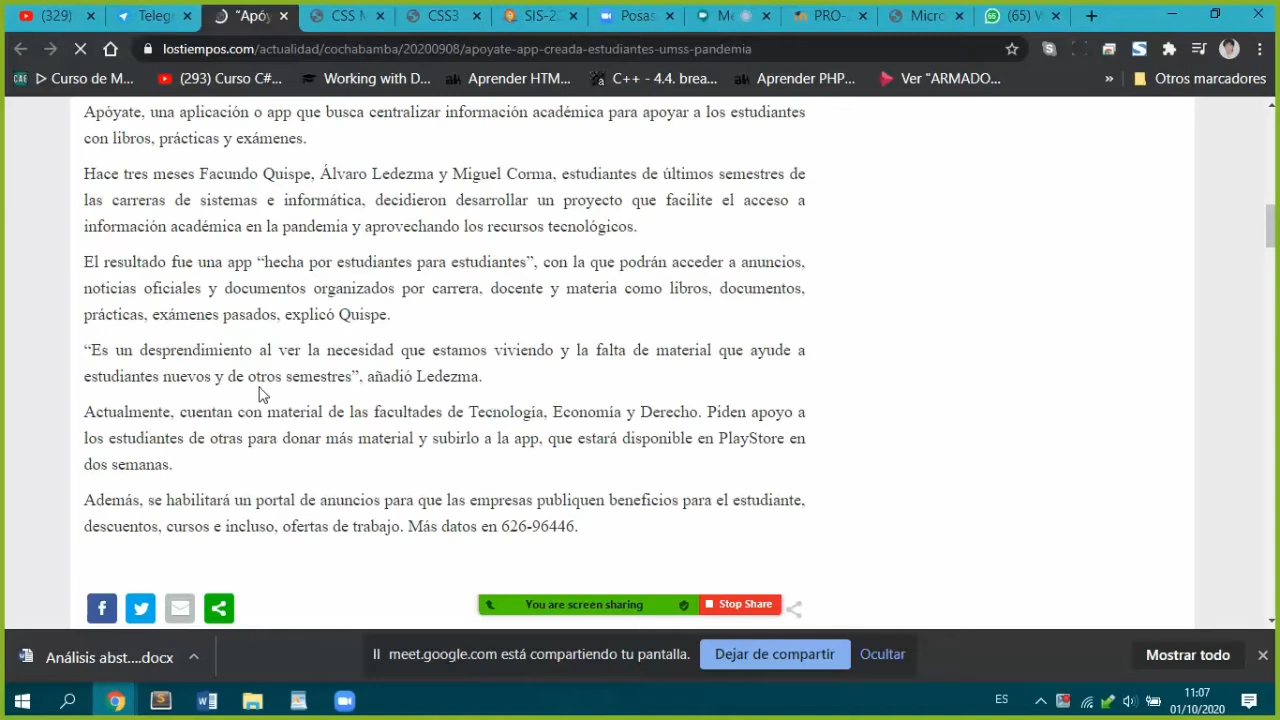 (329)
Telegr
"Apóy
CSS M
CSS3
SIS-2
Posas
Me
PRO-
Micro
(65) W
lostiempos.com/actualidad/cochabamba/20200908/apoyate-app-creada-estudiantes-umss-pandemia
Curso de M...
(293) Curso C#...
Working with D...
Aprender HTM...
C++ - 4.4. brea...
Aprender PHP...
Ver "ARMADO...
»
Otros marcadores
Apóyate, una aplicación o app que busca centralizar información académica para apoyar a los estudiantes
con libros, prácticas y exámenes.
Hace tres meses Facundo Quispe, Álvaro Ledezma y Miguel Corma, estudiantes de últimos semestres de
las carreras de sistemas e informática, decidieron desarrollar un proyecto que facilite el acceso a
información académica en la pandemia y aprovechando los recursos tecnológicos.
El resultado fue una app “hecha por estudiantes para estudiantes”, con la que podrán acceder a anuncios,
noticias oficiales y documentos organizados por carrera, docente y materia como libros, documentos,
prácticas, exámenes pasados, explicó Quispe.
“Es un desprendimiento al ver la necesidad que estamos viviendo y la falta de material que ayude a
estudiantes nuevos y de otros semestres”, añadió Ledezma.
Actualmente, cuentan con material de las facultades de Tecnología, Economía y Derecho. Piden apoyo a
los estudiantes de otras para donar más material y subirlo a la app, que estará disponible en PlayStore en
dos semanas.
Además, se habilitará un portal de anuncios para que las empresas publiquen beneficios para el estudiante,
descuentos, cursos e incluso, ofertas de trabajo. Más datos en 626-96446.
You are screen sharing
Stop Share
Análisis abst....docx
meet.google.com está compartiendo tu pantalla.
Dejar de compartir
Ocultar
Mostrar todo
ES
11:07
01/10/2020